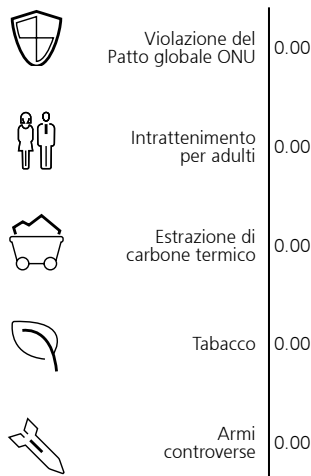 Violazione del
Patto globale ONU
0.00
Intrattenimento
per adulti
0.00
Estrazione di
carbone termico
0.00
Tabacco 0.00
Armi
controverse
0.00